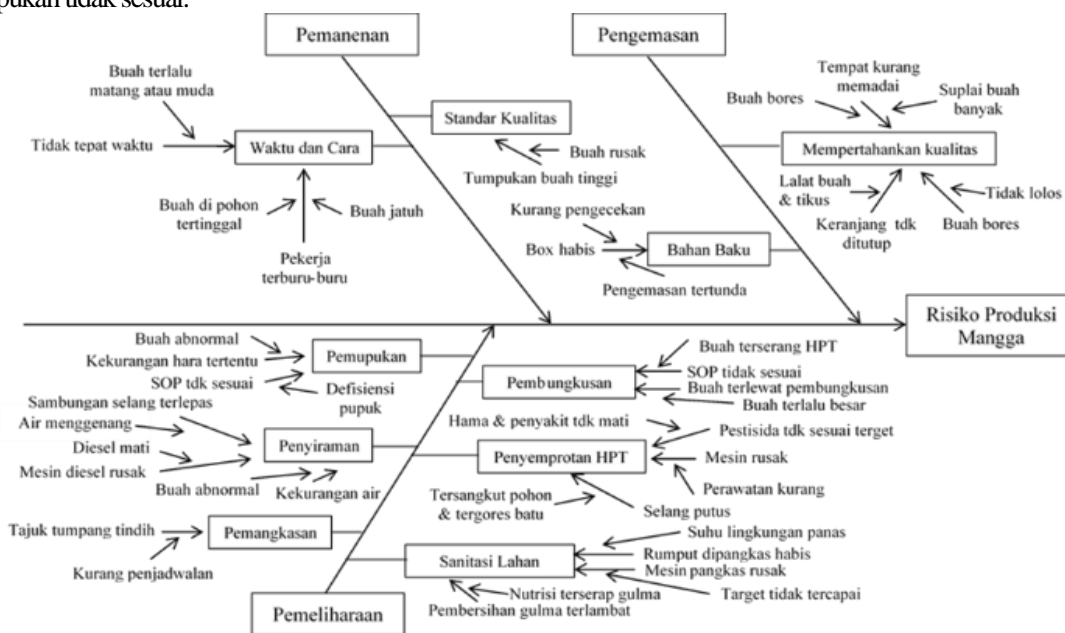 pukan tidak sesuai.
Pemanenan
Pengemasan
Buah terlalu
matang atau muda
Tidak tepat waktu
Waktu dan Cara
Buah di pohon
tertinggal
Buah jatuh
Pekerja
terburu-buru
Standar Kualitas
Buah rusak
Tumpukan buah tinggi
Tempat kurang
memadai
Buah bores
Suplai buah
banyak
Mempertahankan kualitas
Lalat buah
& tikus
Tidak lolos
Keranjang tdk
ditutup
Buah bores
Kurang pengecekan
Box habis
Bahan Baku
Pengemasan tertunda
Risiko Produksi
Mangga
Buah abnormal
Kekurangan hara tertentu
Pemupukan
SOP tdk sesuai
Defisiensi
pupuk
Sambungan selang terlepas
Air menggenang
Diesel mati
Penyiraman
Mesin diesel rusak
Buah abnormal
Kekurangan air
Tajuk tumpang tindih
Pemangkasan
Kurang penjadwalan
Buah terserang HPT
Pembungkusan
SOP tidak sesuai
Buah terlewat pembungkusan
Buah terlalu besar
Hama & penyakit tdk mati
Pestisida tdk sesuai terget
Penyemprotan HPT
Mesin rusak
Perawatan kurang
Tersangkut pohon
& tergores batu
Selang putus
Suhu lingkungan panas
Sanitasi Lahan
Rumput dipangkas habis
Mesin pangkas rusak
Nutrisi terserap gulma
Target tidak tercapai
Pembersihan gulma terlambat
Pemeliharaan